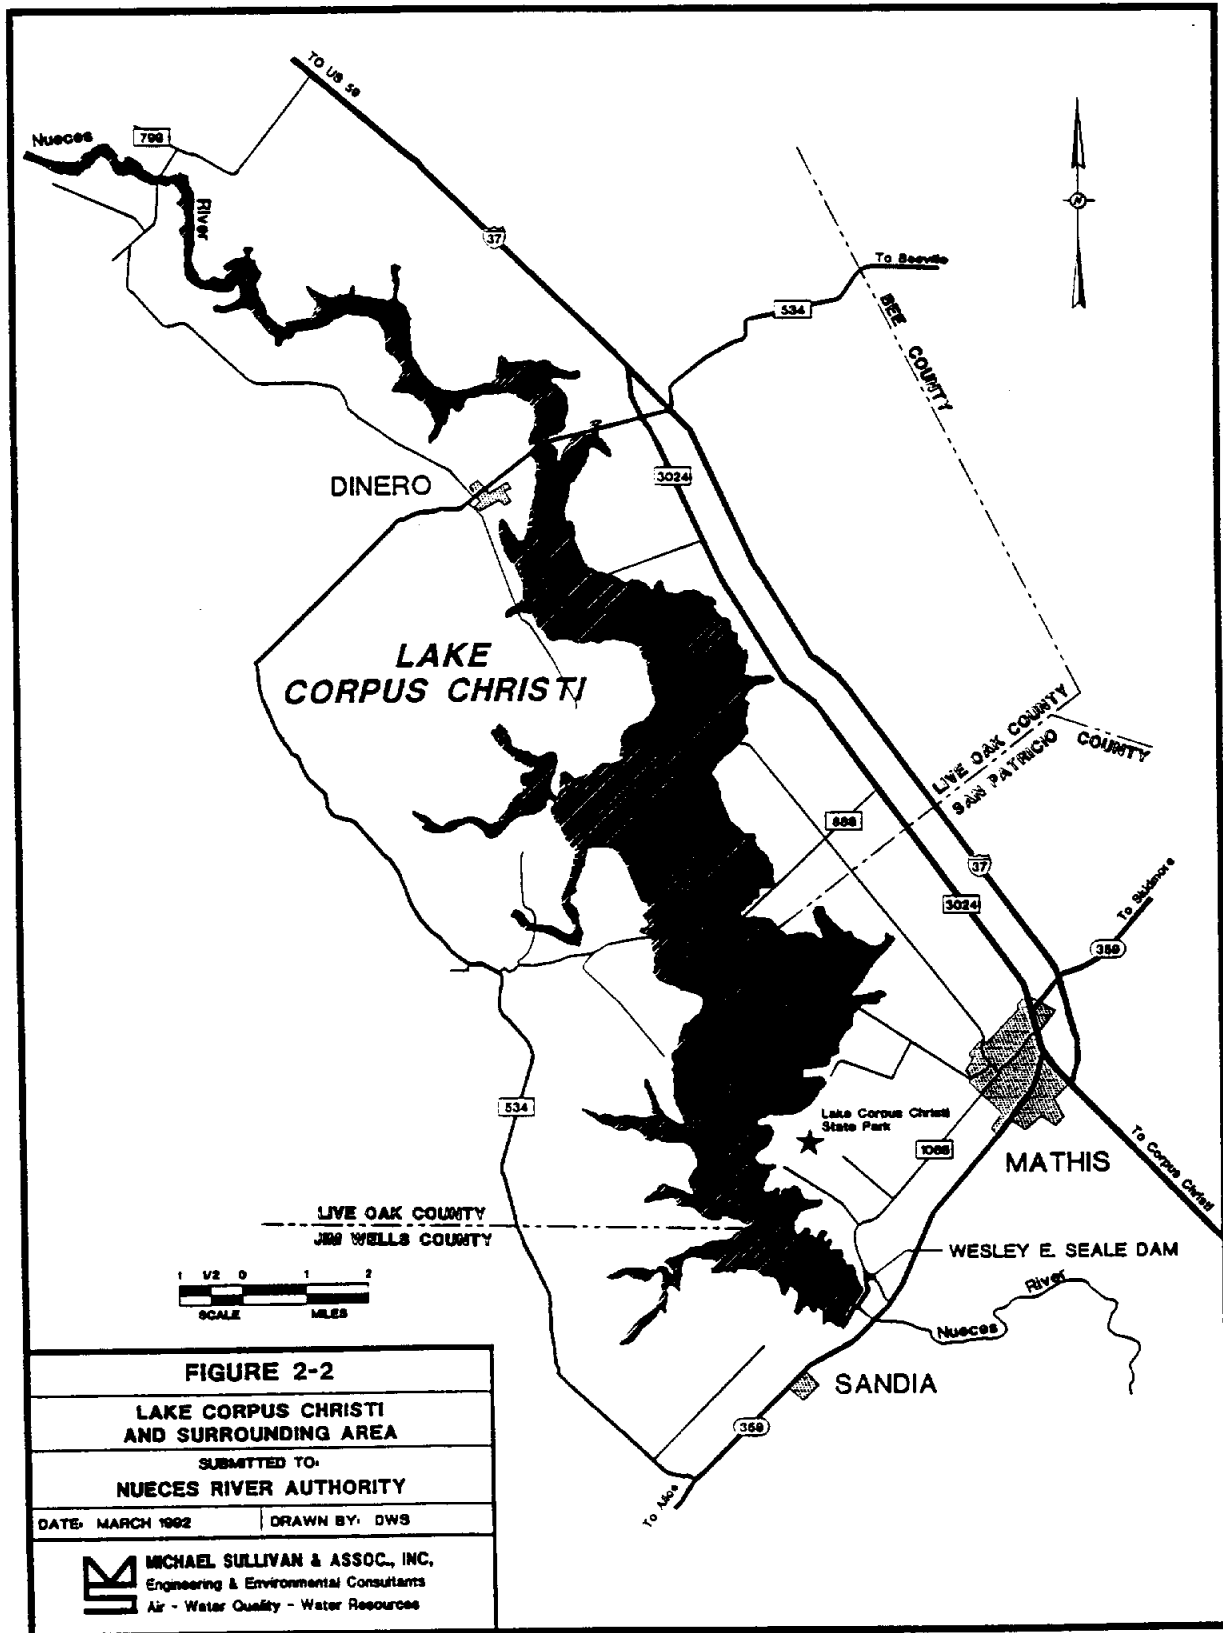 TO US 59
Nueces
799
River
37
To Beeville
534
BEE COUNTY
3024
DINERO
LAKE
CORPUS CHRISTI
LIVE OAK COUNTY
SAN PATRICIO COUNTY
888
37
3024
To Skidmore
359
534
Lake Corpus Christi
State Park
1068
MATHIS
To Corpus Christi
LIVE OAK COUNTY
JIM WELLS COUNTY
WESLEY E. SEALE DAM
Nueces River
1 1/2 0 1 2
SCALE MILES
SANDIA
359
To Alice
N
FIGURE 2-2
LAKE CORPUS CHRISTI
AND SURROUNDING AREA
SUBMITTED TO:
NUECES RIVER AUTHORITY
DATE: MARCH 1992 DRAWN BY: DWS
MICHAEL SULLIVAN & ASSOC., INC.
Engineering & Environmental Consultants
Air - Water Quality - Water Resources